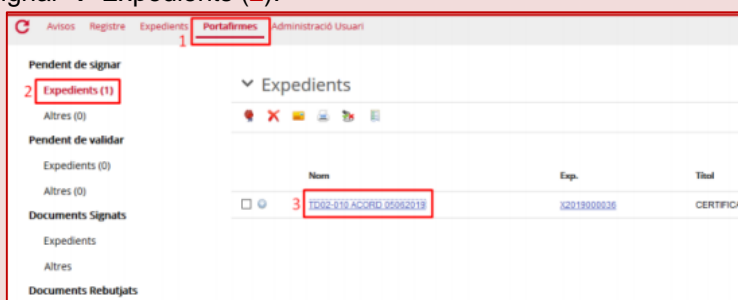 Expedients (2).
Avisos Registre Expedients Portafirmes Administració Usuari
1
Pendent de signar
2 Expedients (1)
Expedients
Altres (0)
Pendent de validar
Expedients (0)
Nom Exp. Títol
Altres (0)
3 TD02-010 ACORD 05062019 X2019000036 CERTIFICA
Documents Signats
Expedients
Altres
Documents Rebutjats